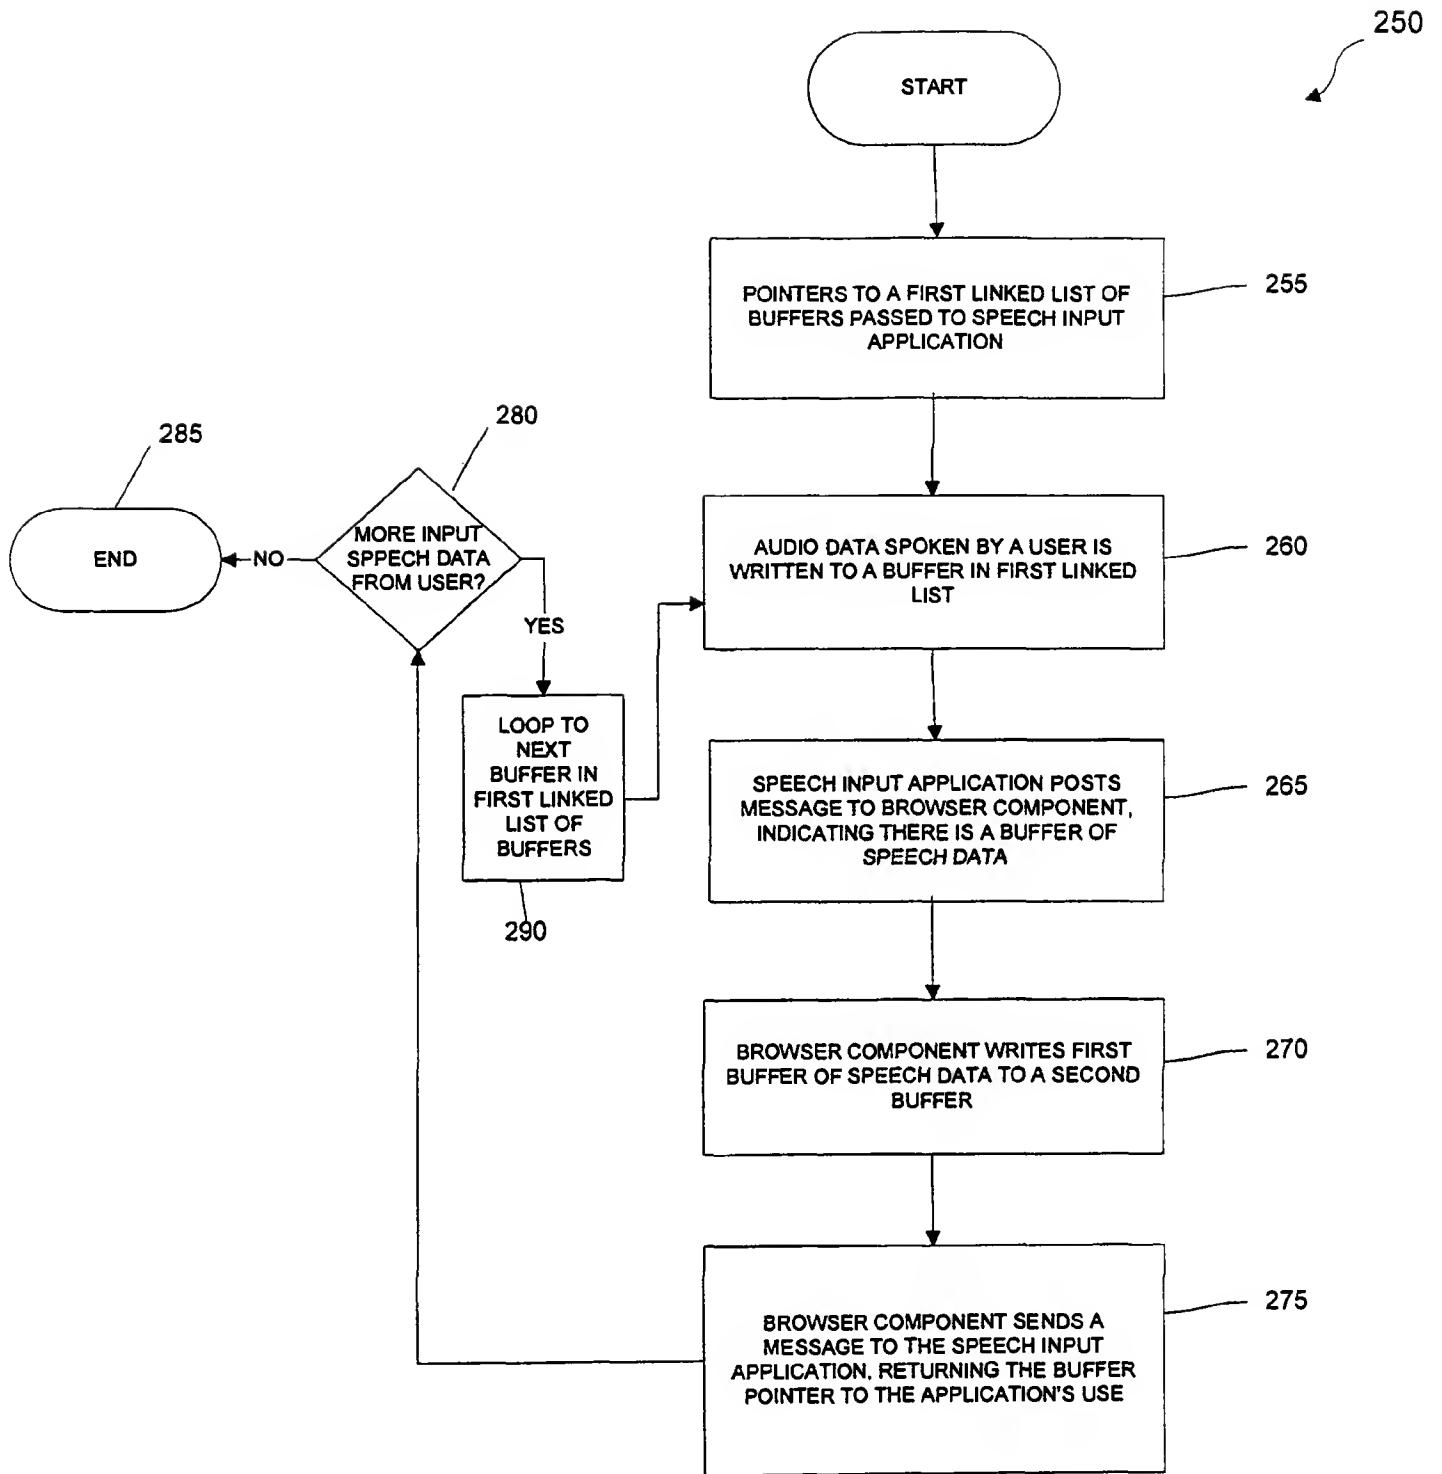 250
START
POINTERS TO A FIRST LINKED LIST OF
BUFFERS PASSED TO SPEECH INPUT
APPLICATION
255
AUDIO DATA SPOKEN BY A USER IS
WRITTEN TO A BUFFER IN FIRST LINKED
LIST
260
SPEECH INPUT APPLICATION POSTS
MESSAGE TO BROWSER COMPONENT,
INDICATING THERE IS A BUFFER OF
SPEECH DATA
265
BROWSER COMPONENT WRITES FIRST
BUFFER OF SPEECH DATA TO A SECOND
BUFFER
270
BROWSER COMPONENT SENDS A
MESSAGE TO THE SPEECH INPUT
APPLICATION, RETURNING THE BUFFER
POINTER TO THE APPLICATION'S USE
275
280
MORE INPUT
SPPECH DATA
FROM USER?
NO
285
END
YES
LOOP TO
NEXT
BUFFER IN
FIRST LINKED
LIST OF
BUFFERS
290